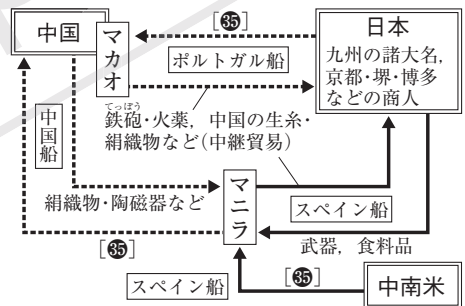 [㉟]
中国
マカオ
日本
九州の諸大名,
京都・堺・博多
などの商人
ポルトガル船
てっぽう
鉄砲・火薬, 中国の生糸・
絹織物など(中継貿易)
中国船
マニラ
スペイン船
絹織物・陶磁器など
[㉟]
武器, 食料品
スペイン船
[㉟]
中南米